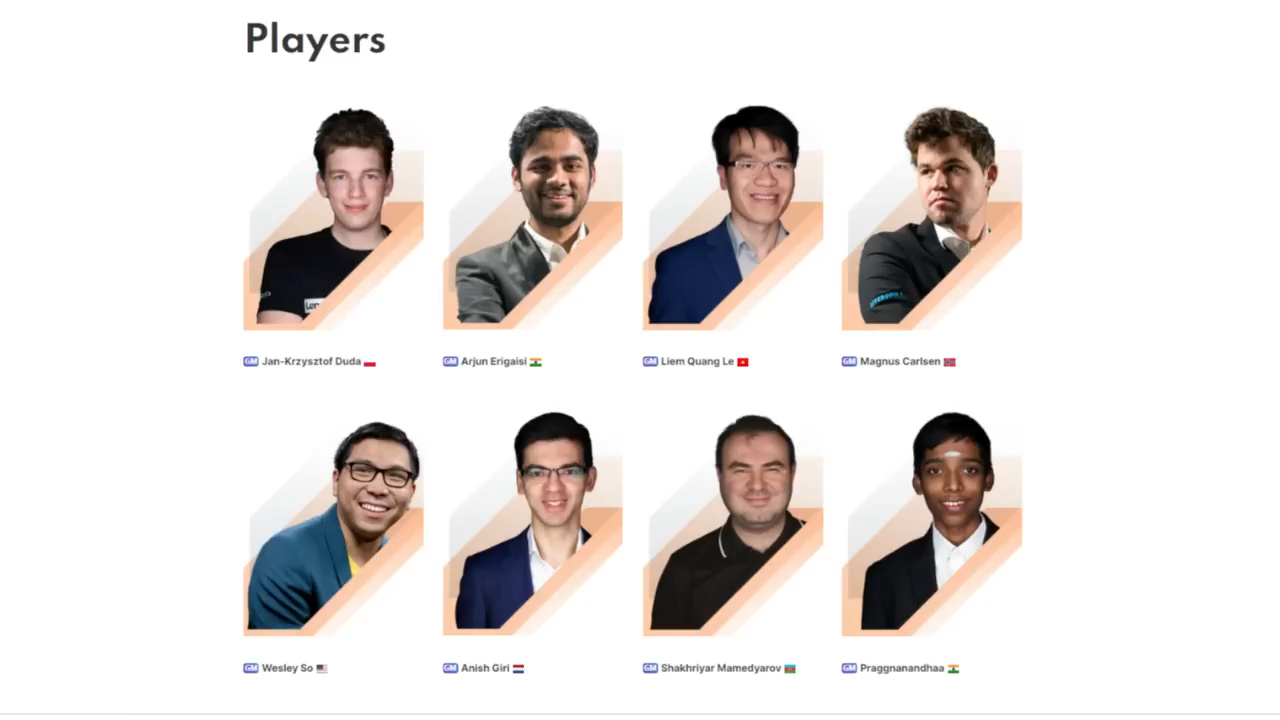 Players
GM Jan-Krzysztof Duda
GM Arjun Erigaisi
GM Liem Quang Le
GM Magnus Carlsen
GM Wesley So
GM Anish Giri
GM Shakhriyar Mamedyarov
GM Praggnanandhaa